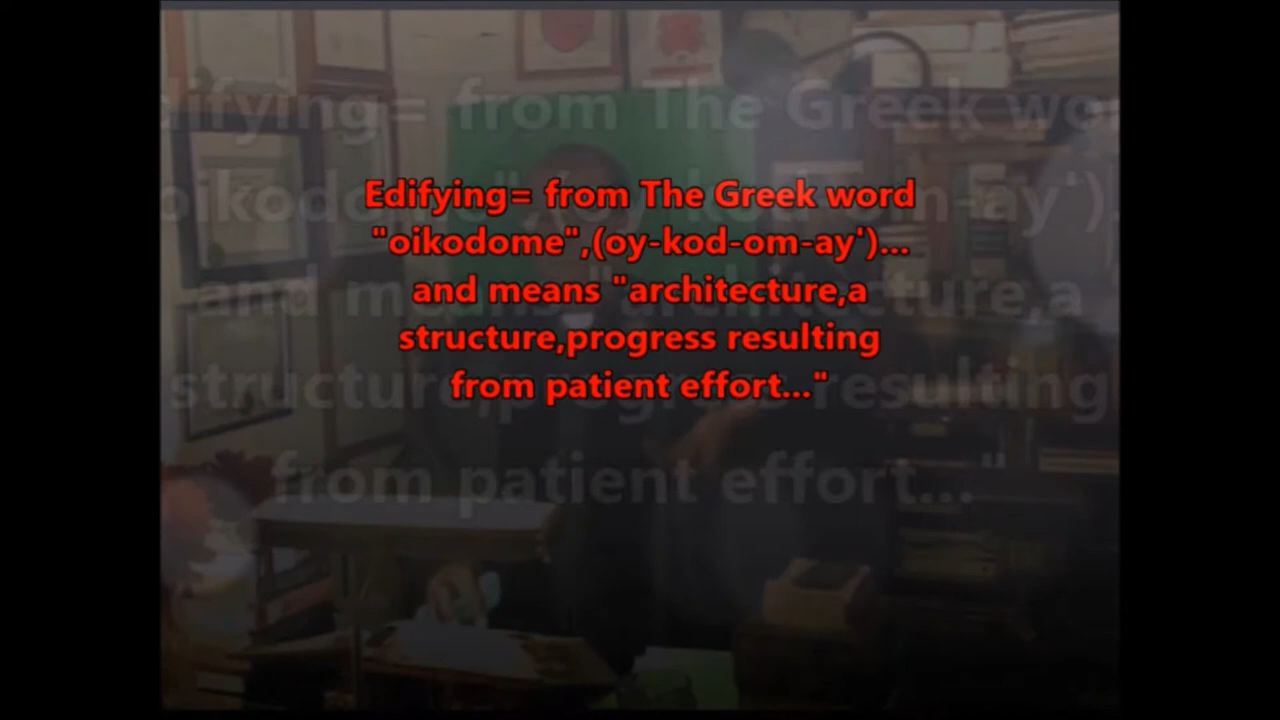 Edifying= from The Greek word
"oikodome",(oy-kod-om-ay')...
and means "architecture,a
structure,progress resulting
from patient effort..."